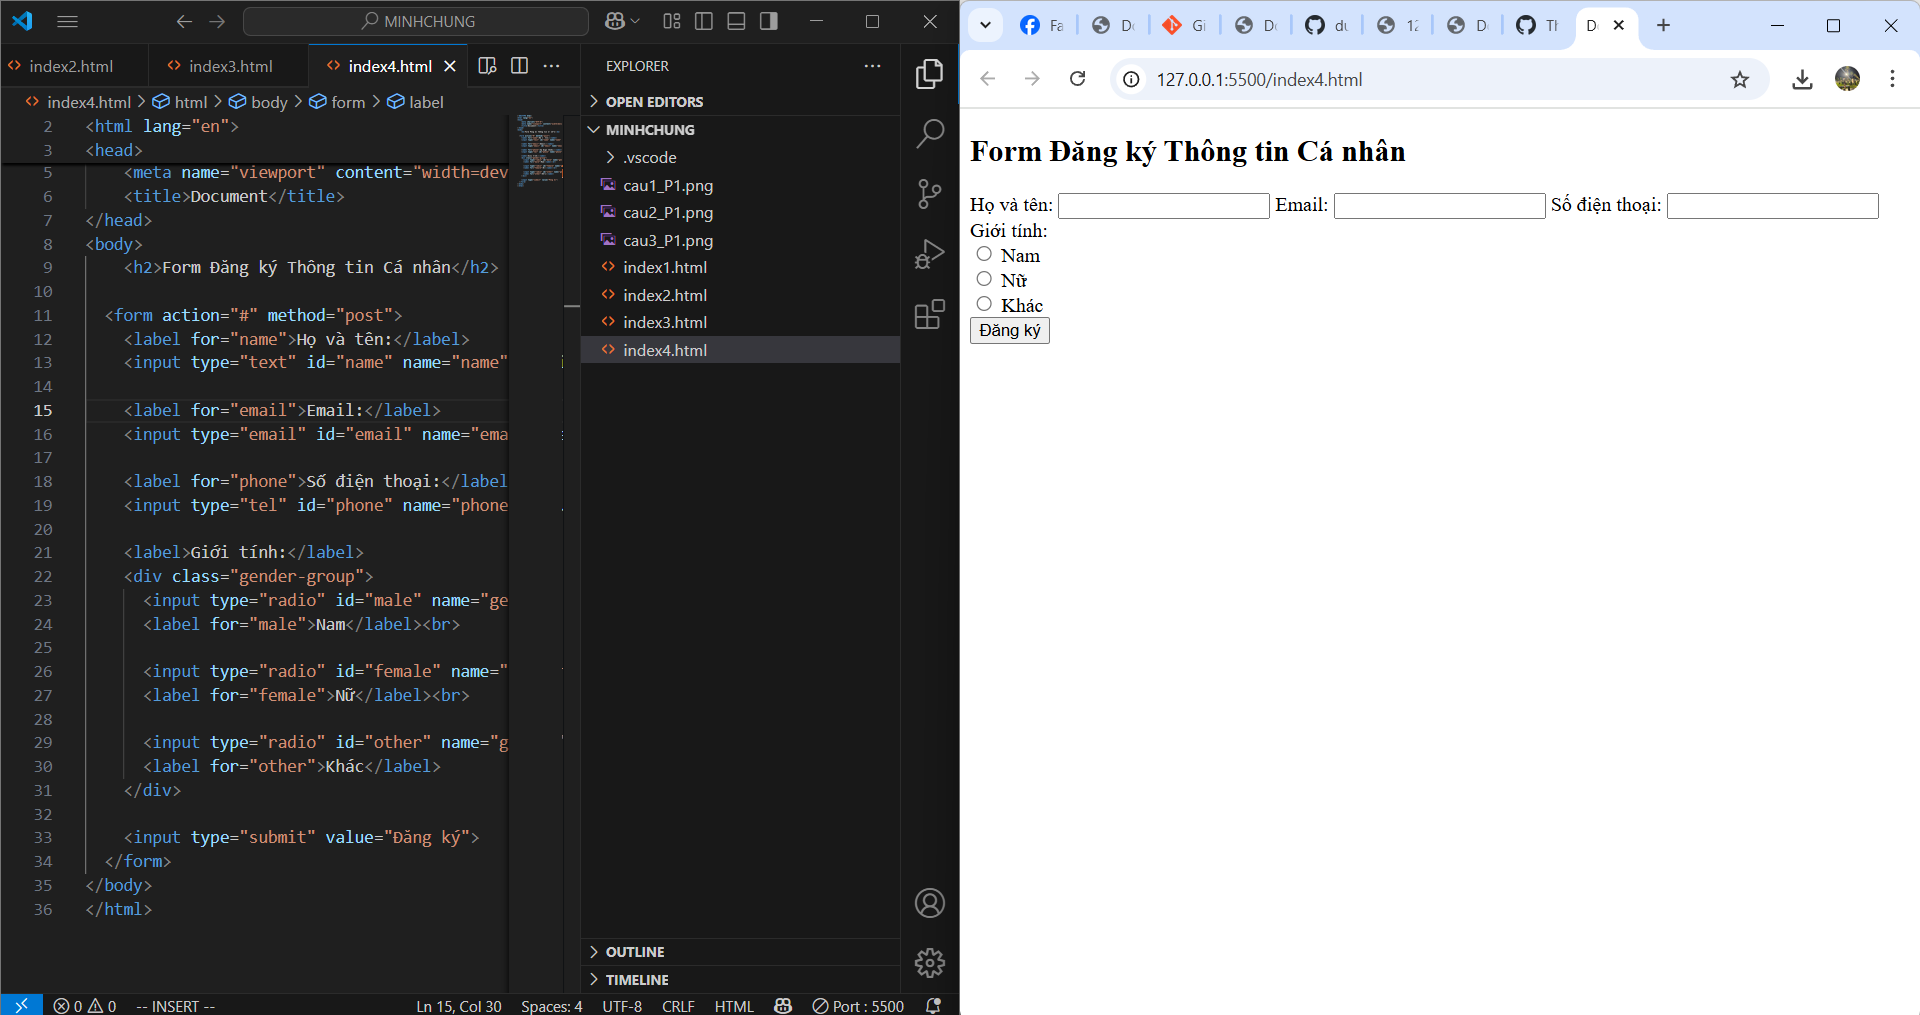 MINHCHUNG
index2.html
index3.html
index4.html
index4.html > html > body > form > label
2 <html lang="en">
3 <head>
5 <meta name="viewport" content="width=dev
6 <title>Document</title>
7 </head>
8 <body>
9 <h2>Form Đăng ký Thông tin Cá nhân</h2>
10
11 <form action="#" method="post">
12 <label for="name">Họ và tên:</label>
13 <input type="text" id="name" name="name"
14
15 <label for="email">Email:</label>
16 <input type="email" id="email" name="ema
17
18 <label for="phone">Số điện thoại:</label
19 <input type="tel" id="phone" name="phone
20
21 <label>Giới tính:</label>
22 <div class="gender-group">
23 <input type="radio" id="male" name="ge
24 <label for="male">Nam</label><br>
25
26 <input type="radio" id="female" name="
27 <label for="female">Nữ</label><br>
28
29 <input type="radio" id="other" name="g
30 <label for="other">Khác</label>
31 </div>
32
33 <input type="submit" value="Đăng ký">
34 </form>
35 </body>
36 </html>
EXPLORER
OPEN EDITORS
MINHCHUNG
.vscode
cau1_P1.png
cau2_P1.png
cau3_P1.png
index1.html
index2.html
index3.html
index4.html
OUTLINE
TIMELINE
0 0 -- INSERT -- Ln 15, Col 30 Spaces: 4 UTF-8 CRLF HTML Port : 5500
Fa Gi du Th
127.0.0.1:5500/index4.html
Form Đăng ký Thông tin Cá nhân
Họ và tên: Email: Số điện thoại:
Giới tính:
Nam
Nữ
Khác
Đăng ký